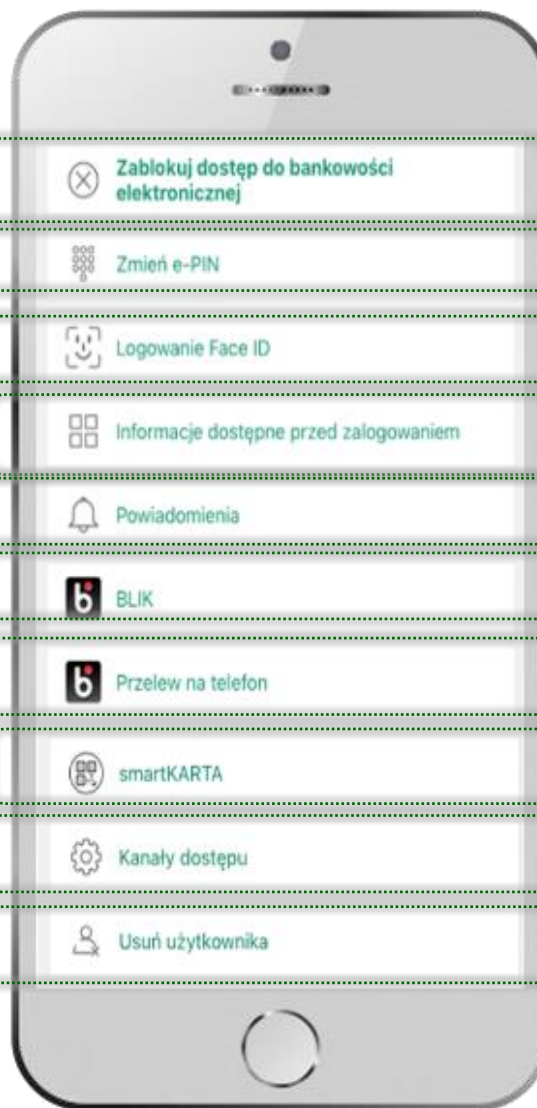 Zablokuj dostęp do bankowości
elektronicznej
Zmień e-PIN
Logowanie Face ID
Informacje dostępne przed zalogowaniem
Powiadomienia
BLIK
Przelew na telefon
smartKARTA
Kanały dostępu
Usuń użytkownika